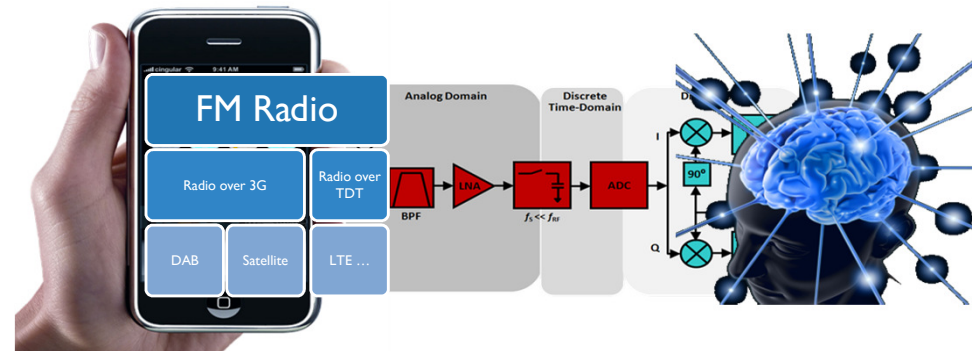 cingular
9:41 AM
FM Radio
Radio over 3G
Radio over
TDT
DAB
Satellite
LTE …
Analog Domain
Discrete
Time-Domain
BPF
LNA
fS << fRF
ADC
I
Q
90°